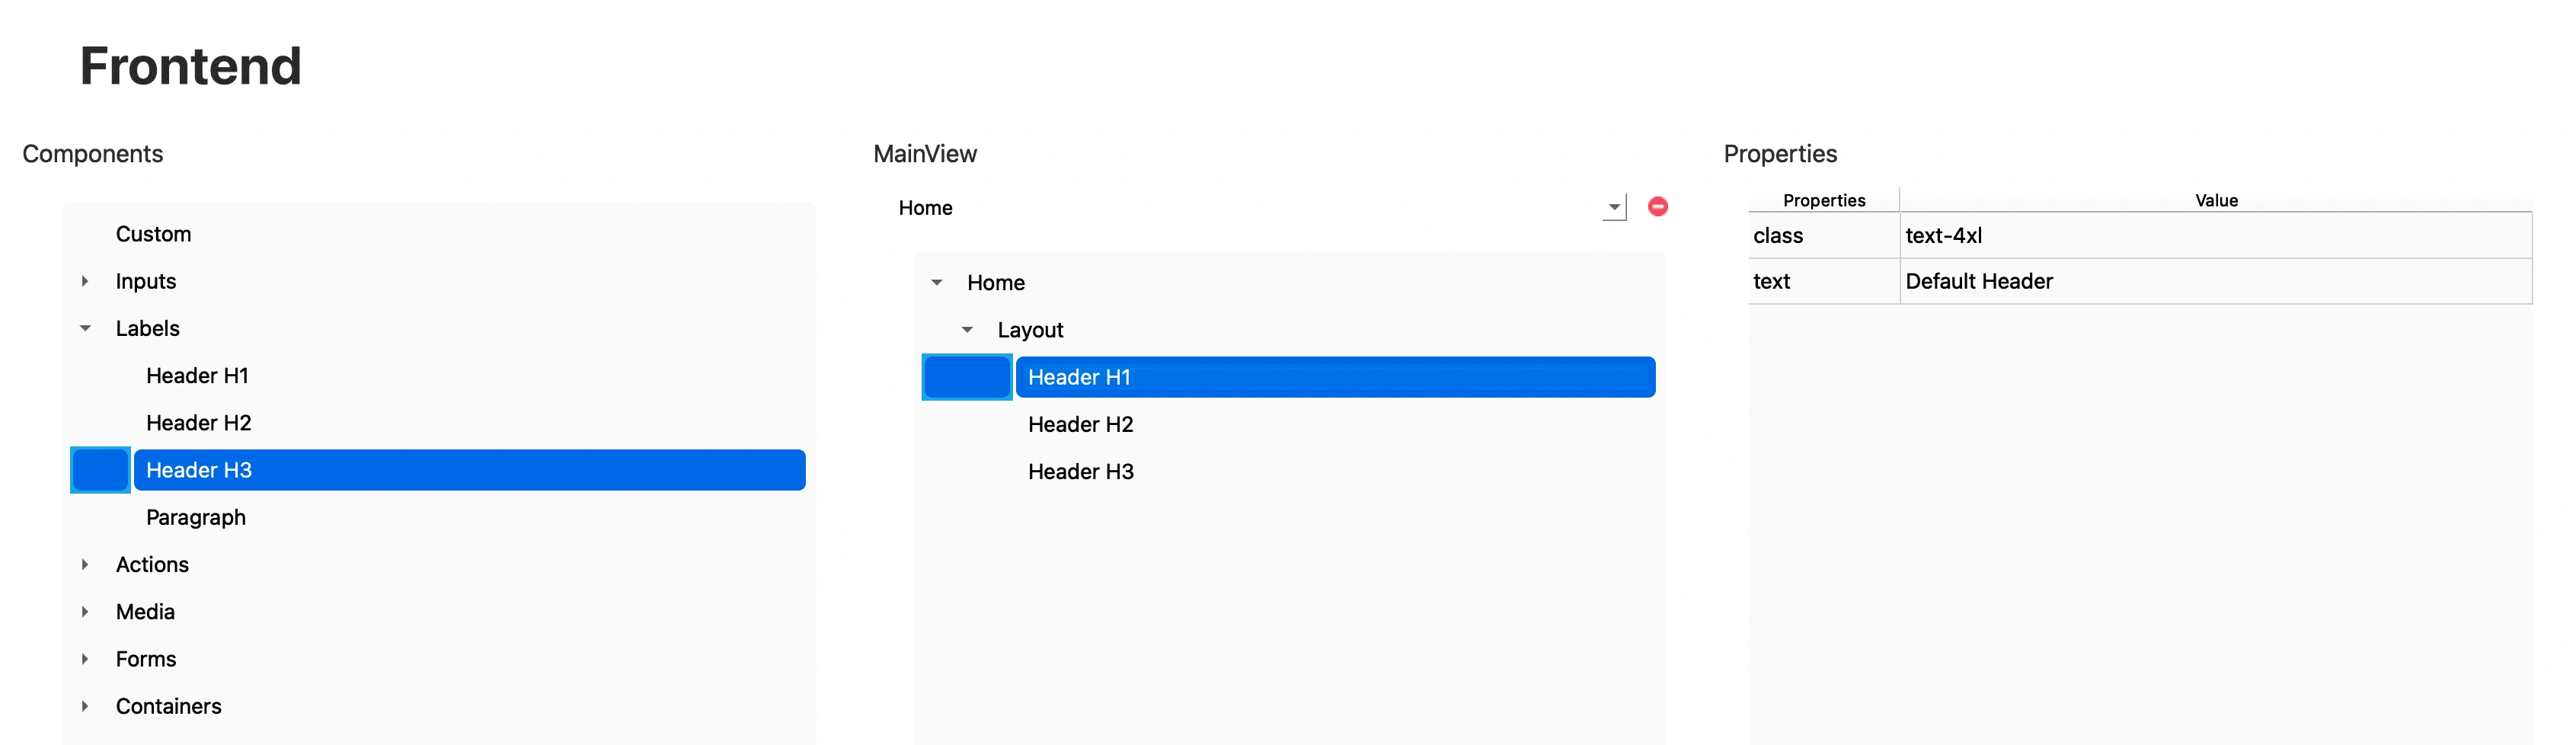 Frontend
Components
Custom
Inputs
Labels
Header H1
Header H2
Header H3
Paragraph
Actions
Media
Forms
Containers
MainView
Home
Home
Layout
Header H1
Header H2
Header H3
Properties
Properties Value
class text-4xl
text Default Header